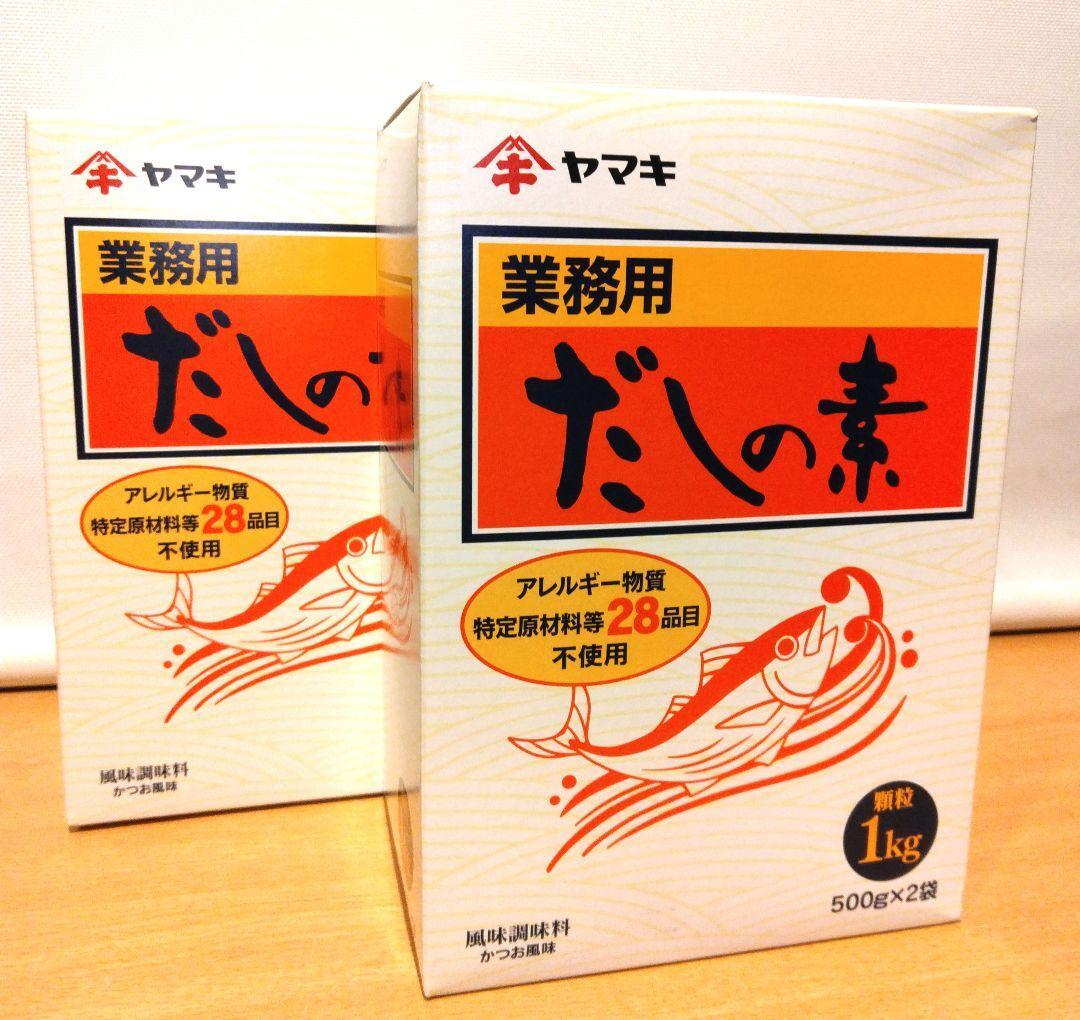 ヤマキ
業務用
だしの
アレルギー物質
特定原材料等28品目
不使用
風味調味料
かつお風味
キ ヤマキ
業務用
だしの素
アレルギー物質
特定原材料等28品目
不使用
顆粒
1kg
500g×2袋
風味調味料
かつお風味